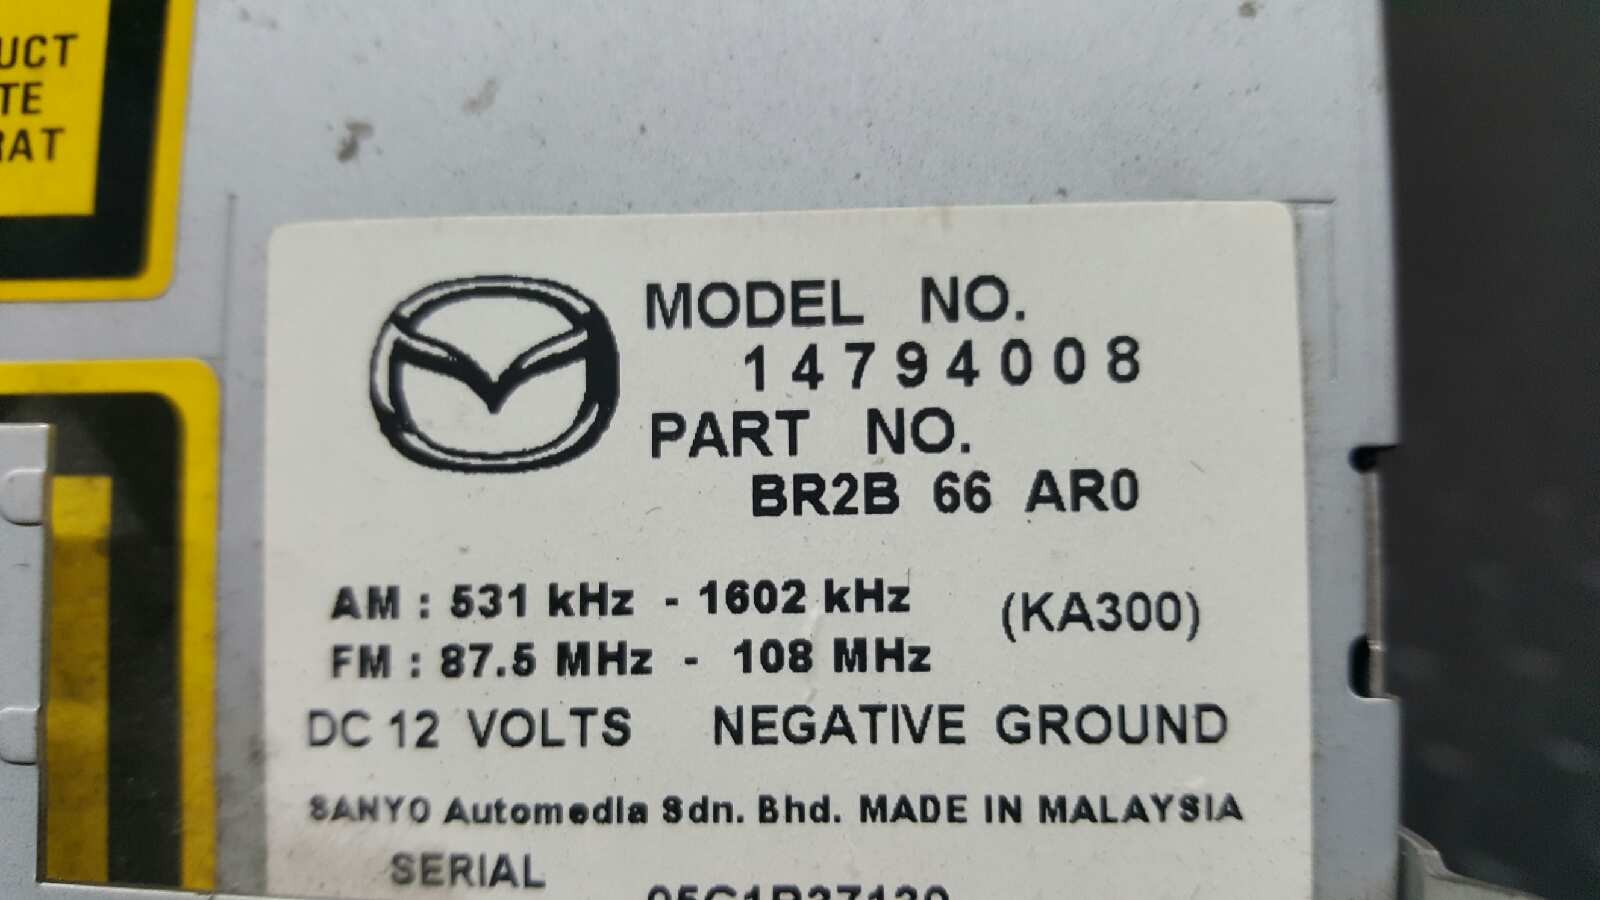 UCT
TE
RAT
MODEL NO.
14794008
PART NO.
BR2B 66 AR0
AM : 531 kHz - 1602 kHz (KA300)
FM : 87.5 MHz - 108 MHz
DC 12 VOLTS NEGATIVE GROUND
SANYO Automedia Sdn. Bhd. MADE IN MALAYSIA
SERIAL